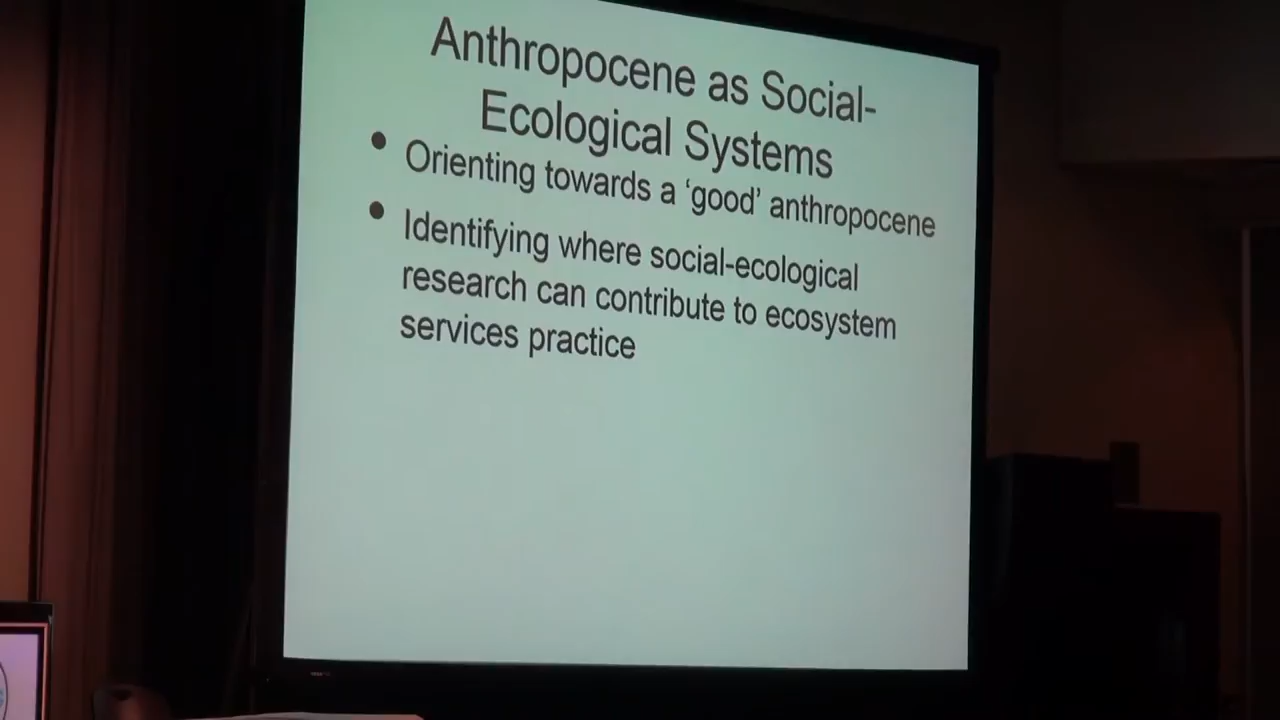 Anthropocene as Social-
Ecological Systems
• Orienting towards a ‘good’ anthropocene
• Identifying where social-ecological
research can contribute to ecosystem
services practice